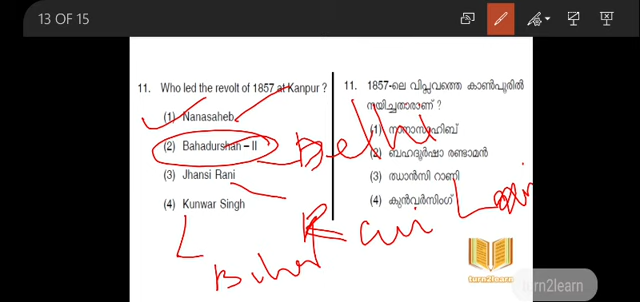 13 OF 15
11. Who led the revolt of 1857 at Kanpur ?
(1) Nanasaheb
(2) Bahadurshah – II
(3) Jhansi Rani
(4) Kunwar Singh
Delhi
Bihar
11. 1857-ലെ വിപ്ലവത്തെ കാൺപൂരിൽ
നയിച്ചതാരാണ് ?
(1) നാനാസാഹിബ്
(2) ബഹദൂർഷാ രണ്ടാമൻ
(3) ഝാൻസി റാണി
(4) കുൻവർസിംഗ്
turn2learn
turn2learn